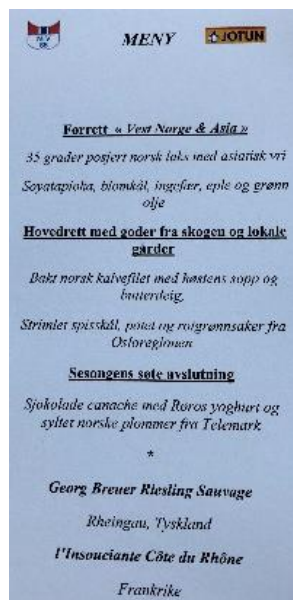 MENY
JOTUN
Forrett « Vest Norge & Asia »
35 grader posjert norsk laks med asiatisk vri
Soyatapioka, blomkål, ingefær, eple og grønn
olje
Hovedrett med goder fra skogen og lokale
gårder
Bakt norsk kalvefilet med høstens sopp og
butterdeig,
Strimlet spisskål, potet og rotgrønnsaker fra
Osloregionen
Sesongens søte avslutning
Sjokolade canache med Røros yoghurt og
syltet norske plommer fra Telemark
*
Georg Breuer Riesling Sauvage
Rheingau, Tyskland
l'Insouciante Côte du Rhône
Frankrike